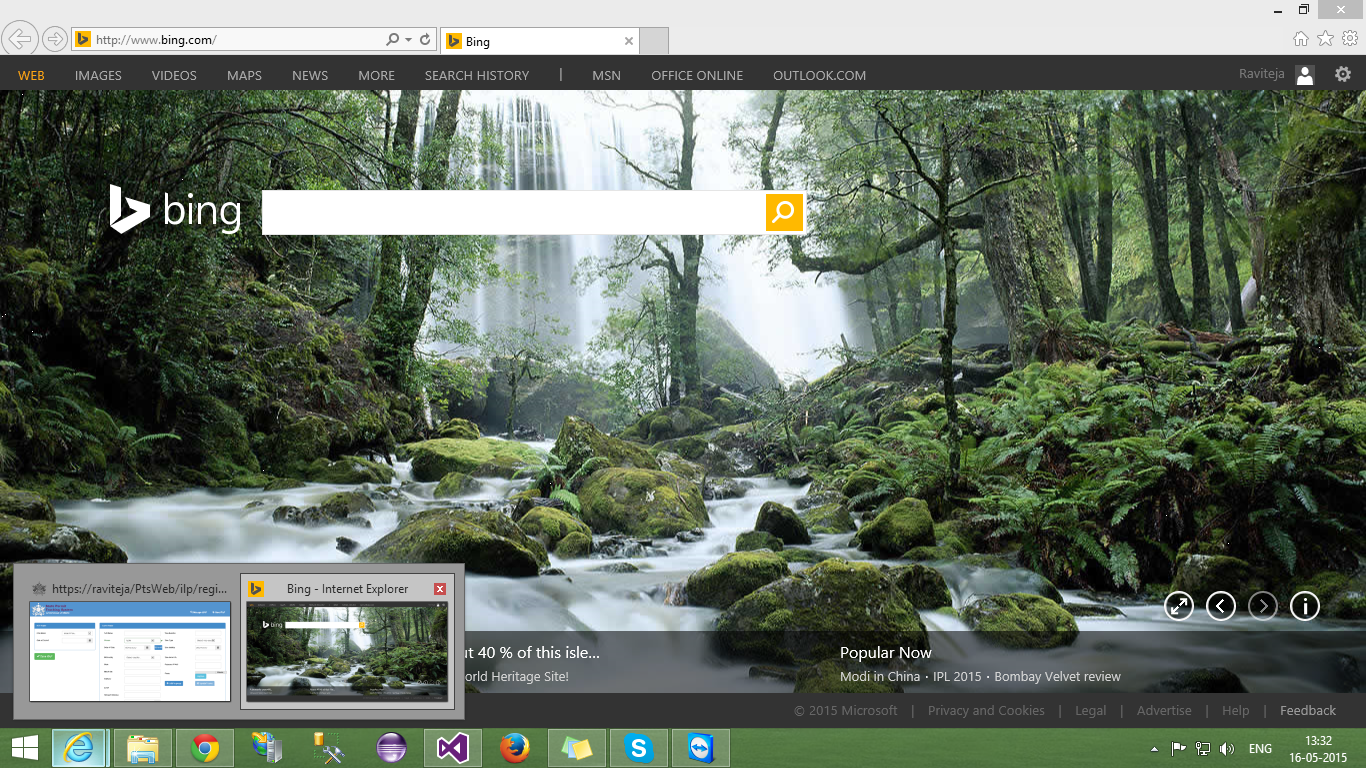 http://www.bing.com/
Bing
WEB IMAGES VIDEOS MAPS NEWS MORE SEARCH HISTORY | MSN OFFICE ONLINE OUTLOOK.COM
Raviteja
bing
https://raviteja/PtsWeb/ilp/regi...
Bing - Internet Explorer
bing
ut 40 % of this isle...
orld Heritage Site!
Popular Now
Modi in China · IPL 2015 · Bombay Velvet review
© 2015 Microsoft | Privacy and Cookies | Legal | Advertise | Help | Feedback
ENG
13:32
16-05-2015